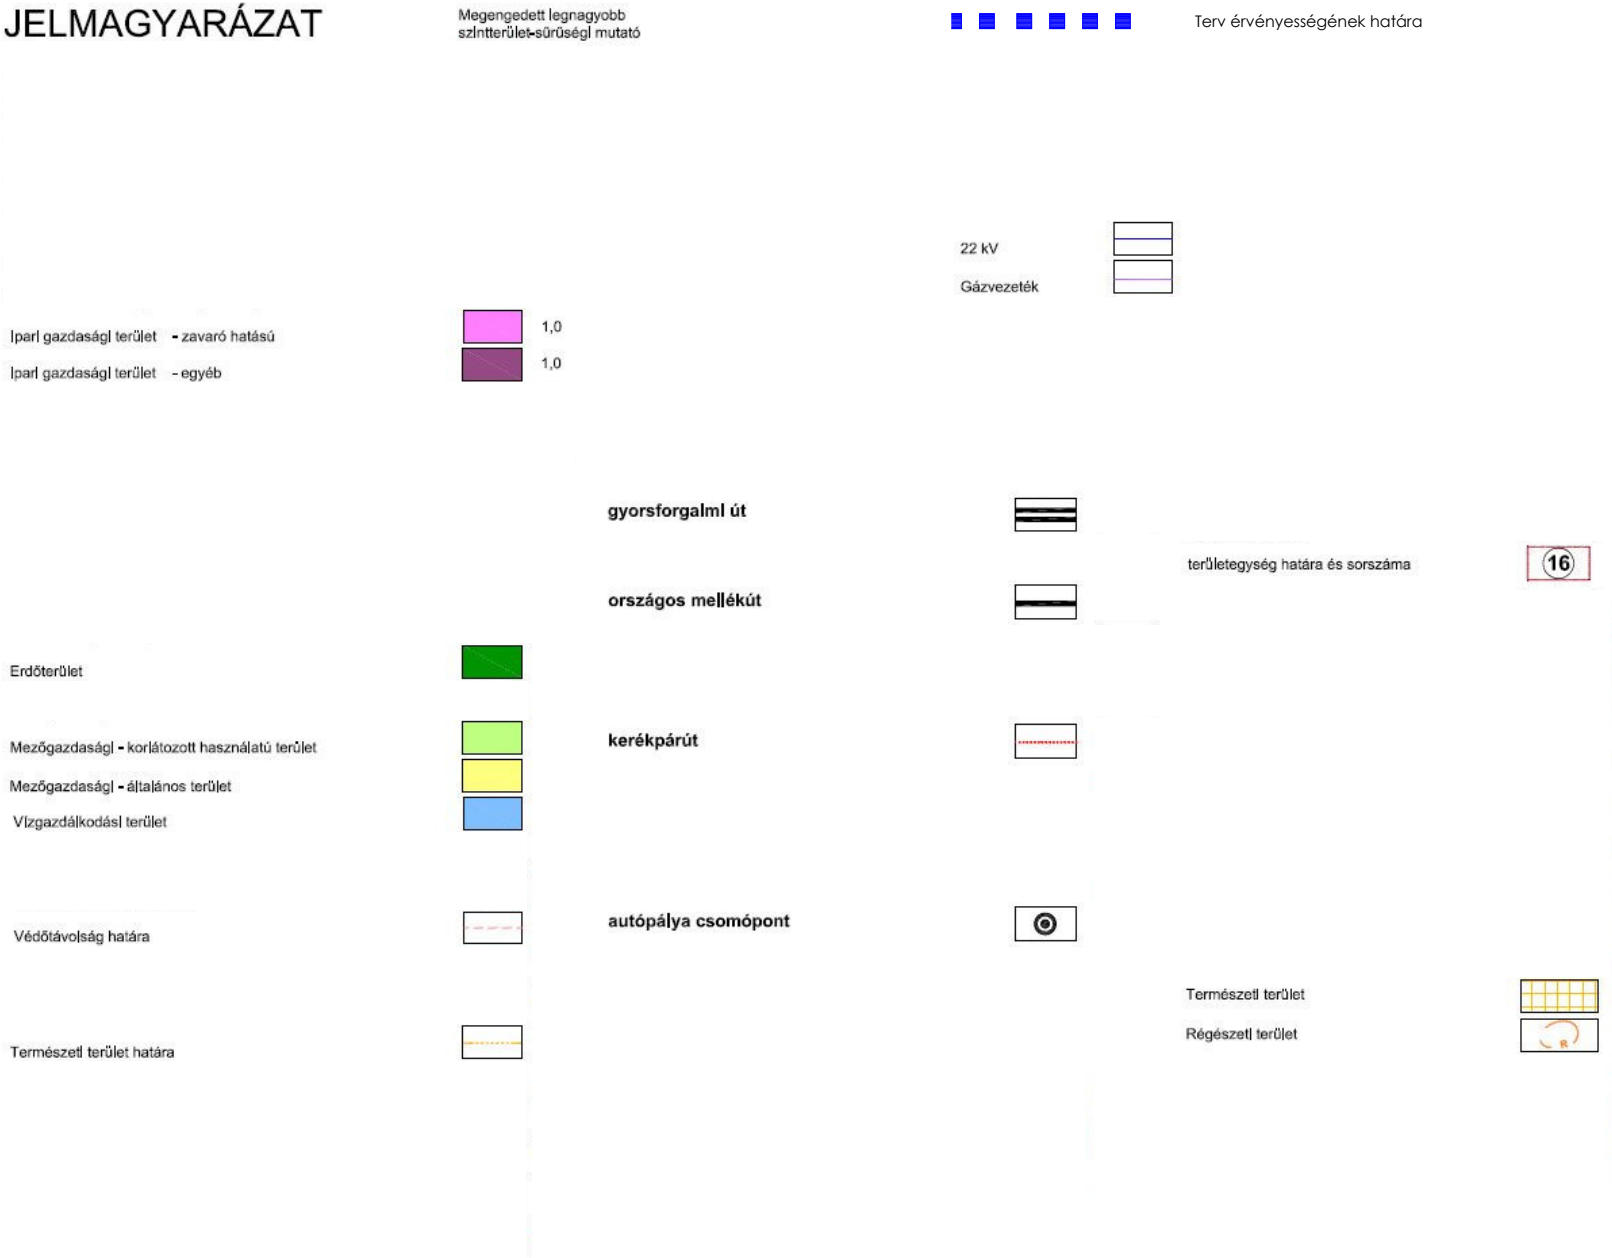 JELMAGYARÁZAT
Megengedett legnagyobb
szintterület-sűrűségi mutató
Terv érvényességének határa
22 kV
Gázvezeték
Ipari gazdasági terület - zavaró hatású 1,0
Ipari gazdasági terület - egyéb 1,0
gyorsforgalmi út
területegység határa és sorszáma 16
országos mellékút
Erdőterület
Mezőgazdasági - korlátozott használatú terület
kerékpárút
Mezőgazdasági - általános terület
Vízgazdálkodási terület
Védőtávolság határa
autópálya csomópont
Természeti terület
Régészeti terület R
Természeti terület határa